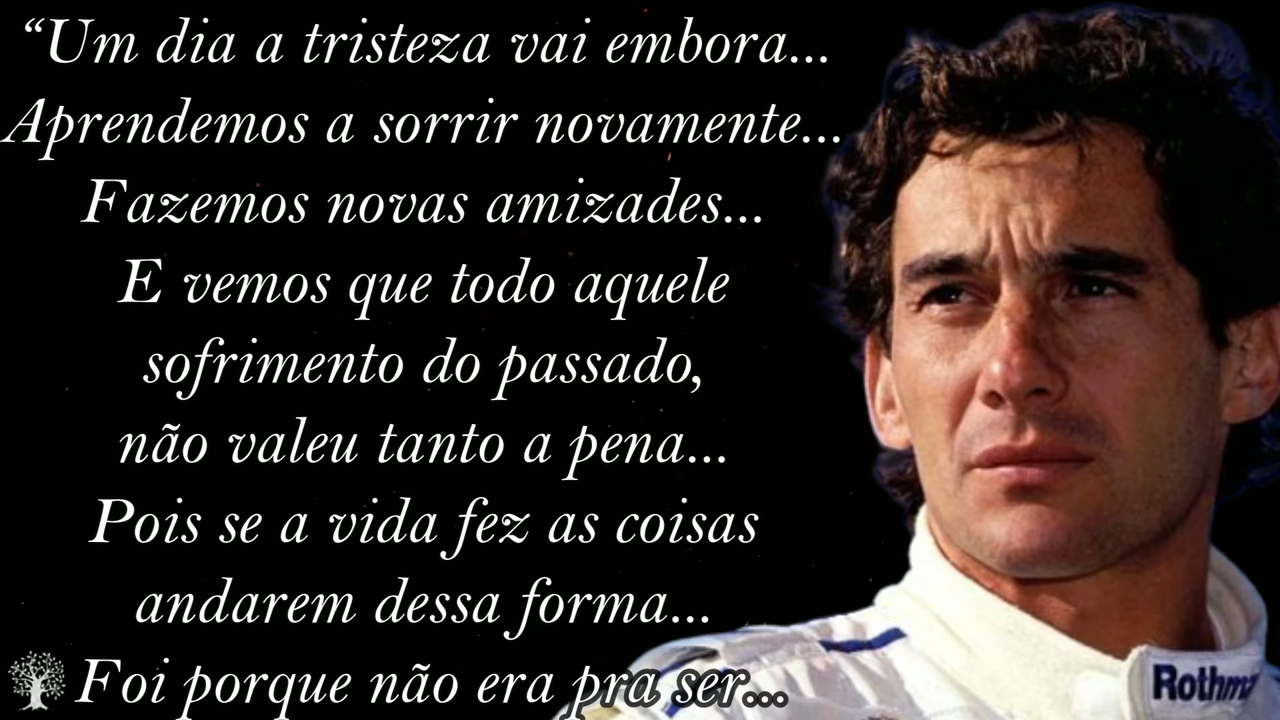 “Um dia a tristeza vai embora...
Aprendemos a sorrir novamente...
Fazemos novas amizades...
E vemos que todo aquele
sofrimento do passado,
não valeu tanto a pena...
Pois se a vida fez as coisas
andarem dessa forma...
Foi porque não era pra ser...
Rothma